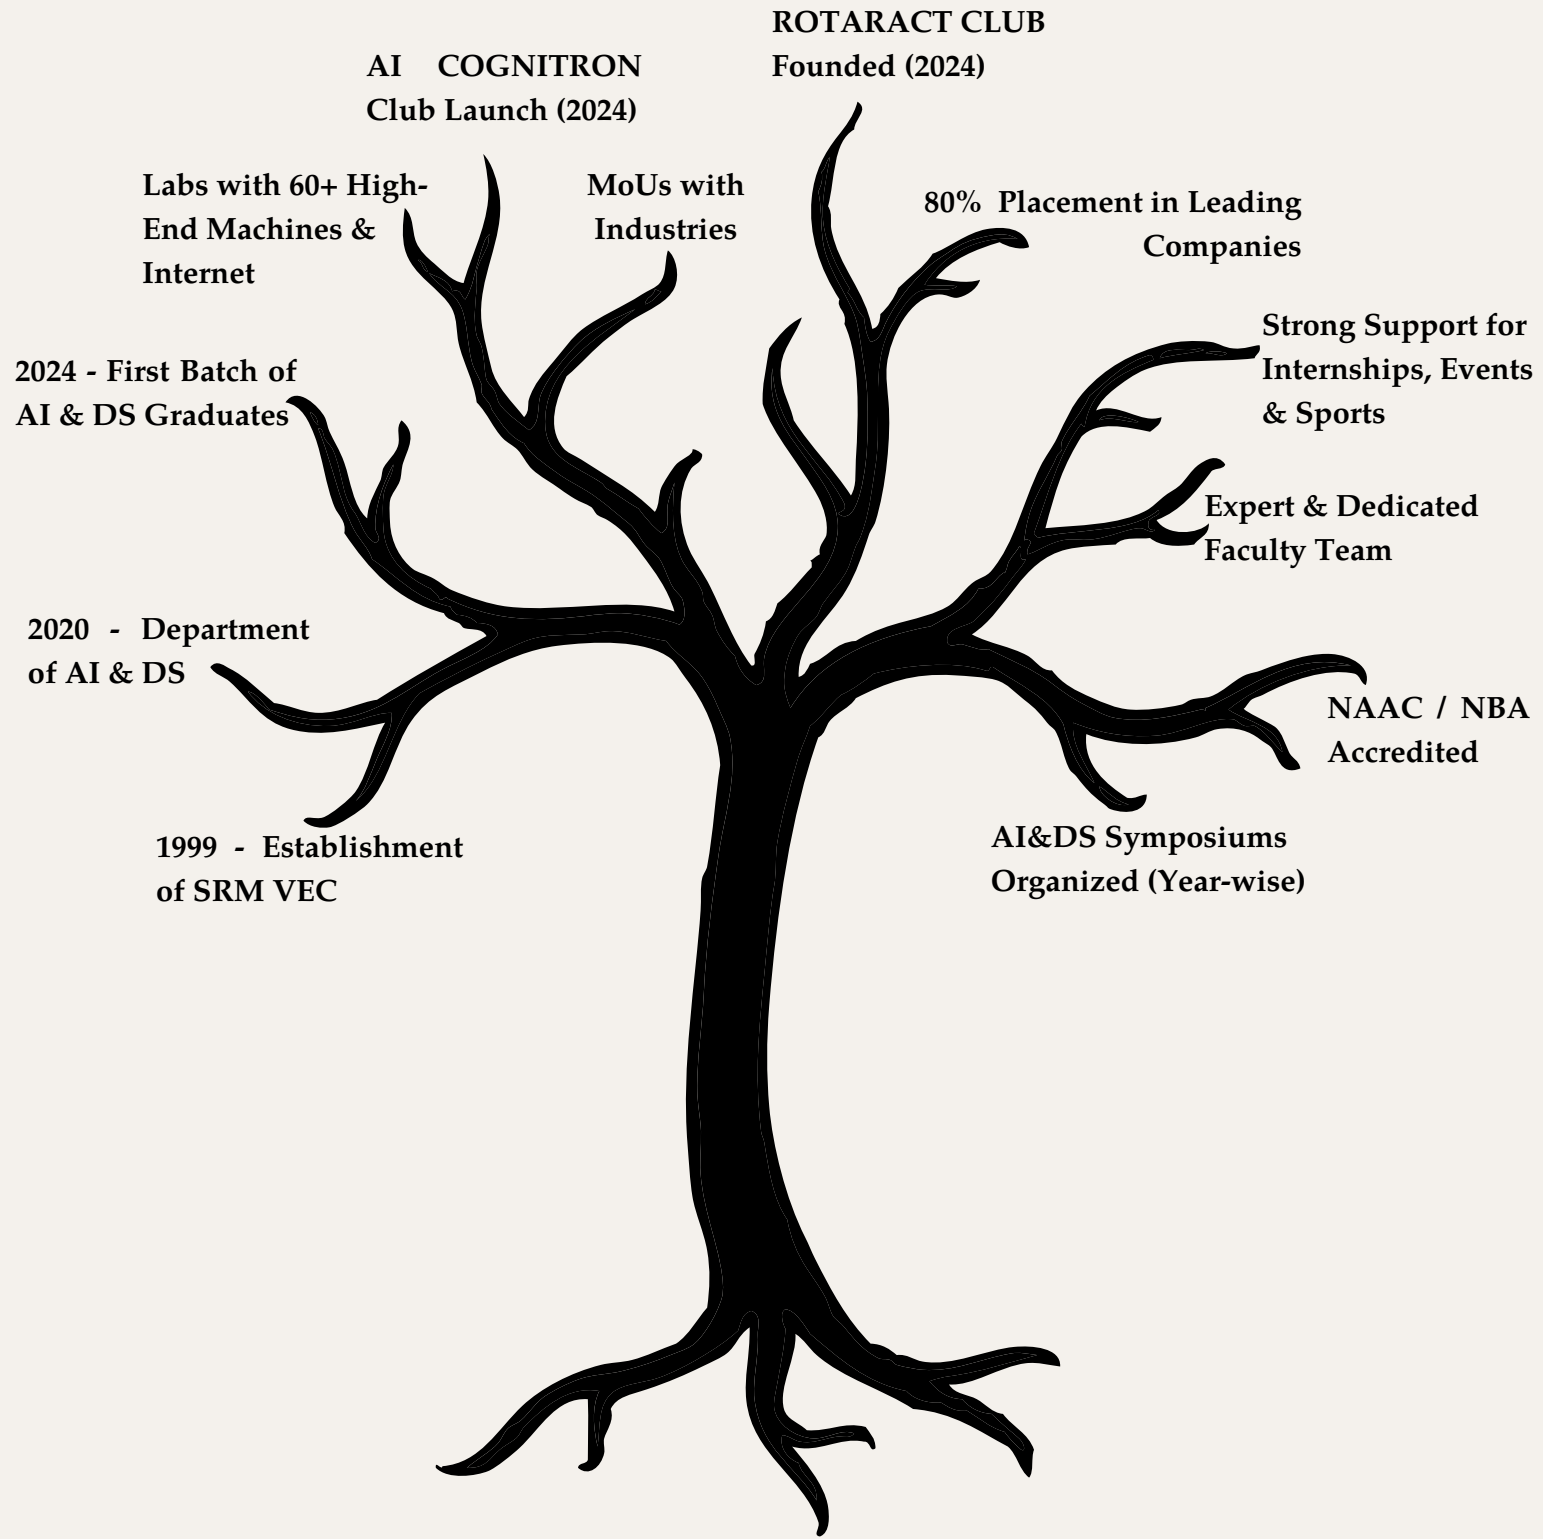 ROTARACT CLUB
Founded (2024)
AI COGNITRON
Club Launch (2024)
Labs with 60+ High-
End Machines &
Internet
MoUs with
Industries
80% Placement in Leading
Companies
Strong Support for
Internships, Events
& Sports
2024 - First Batch of
AI & DS Graduates
Expert & Dedicated
Faculty Team
2020 - Department
of AI & DS
NAAC / NBA
Accredited
1999 - Establishment
of SRM VEC
AI&DS Symposiums
Organized (Year-wise)